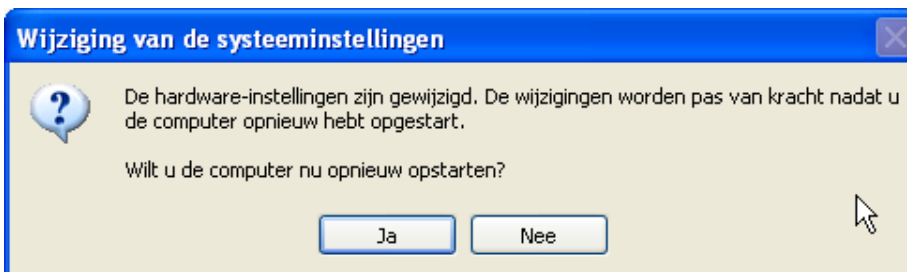 Wijziging van de systeeminstellingen
De hardware-instellingen zijn gewijzigd. De wijzigingen worden pas van kracht nadat u
de computer opnieuw hebt opgestart.
Wilt u de computer nu opnieuw opstarten?
Ja
Nee